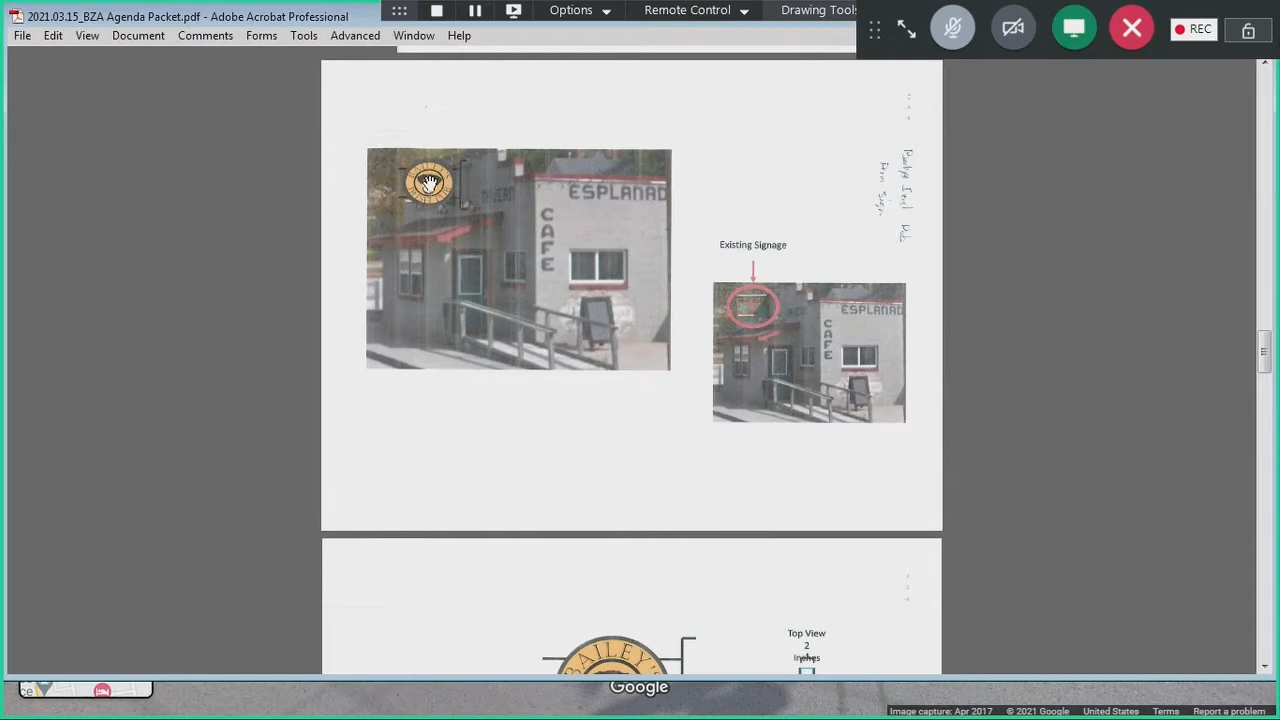 2021.03.15_BZA Agenda Packet.pdf - Adobe Acrobat Professional
Options
Remote Control
Drawing Tools
REC
File Edit View Document Comments Forms Tools Advanced Window Help
ESPLANAD
CAFE
Existing Signage
ESPLANAD
CAFE
BAILEY'S
Top View
2
Inches
Google
Image capture: Apr 2017 © 2021 Google United States Terms Report a problem